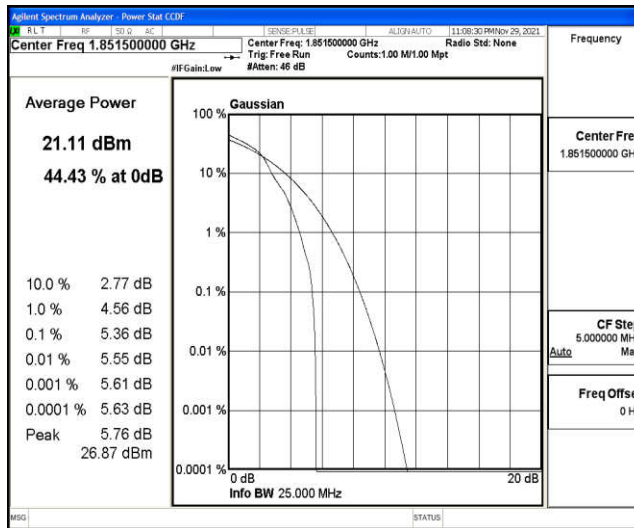 Agilent Spectrum Analyzer - Power Stat CCDF
R L T RF 50 Ω AC SENSE:PULSE ALIGNAUTO 11:08:30 PM Nov 29, 2021
Center Freq 1.851500000 GHz
Center Freq: 1.851500000 GHz Radio Std: None
Trig: Free Run Counts:1.00 M/1.00 Mpt
#IFGain:Low #Atten: 46 dB
Frequency
Average Power
21.11 dBm
44.43 % at 0dB
10.0 % 2.77 dB
1.0 % 4.56 dB
0.1 % 5.36 dB
0.01 % 5.55 dB
0.001 % 5.61 dB
0.0001 % 5.63 dB
Peak 5.76 dB
26.87 dBm
Gaussian
100 %
10 %
1 %
0.1 %
0.01 %
0.001 %
0.0001 %
0 dB 20 dB
Info BW 25.000 MHz
Center Fre
1.851500000 GH
CF Ste
5.000000 MH
Auto Ma
Freq Offse
0 H
MSG STATUS